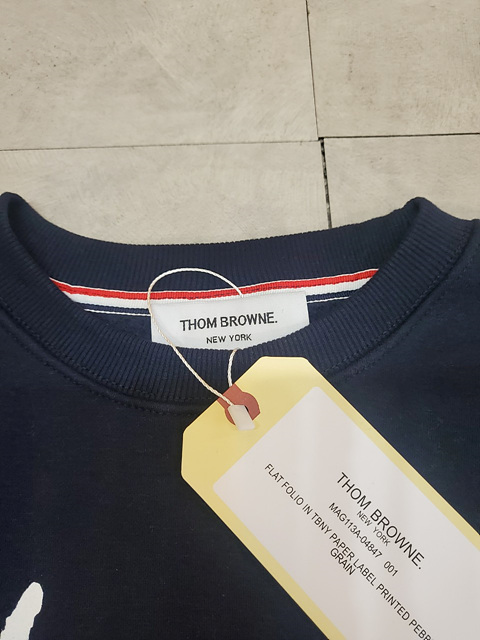 THOM BROWNE.
NEW YORK
THOM BROWNE.
NEW YORK
MAG113A-04847 001
FLAT FOLIO IN TBNY PAPER LABEL PRINTED PEBB
GRAIN